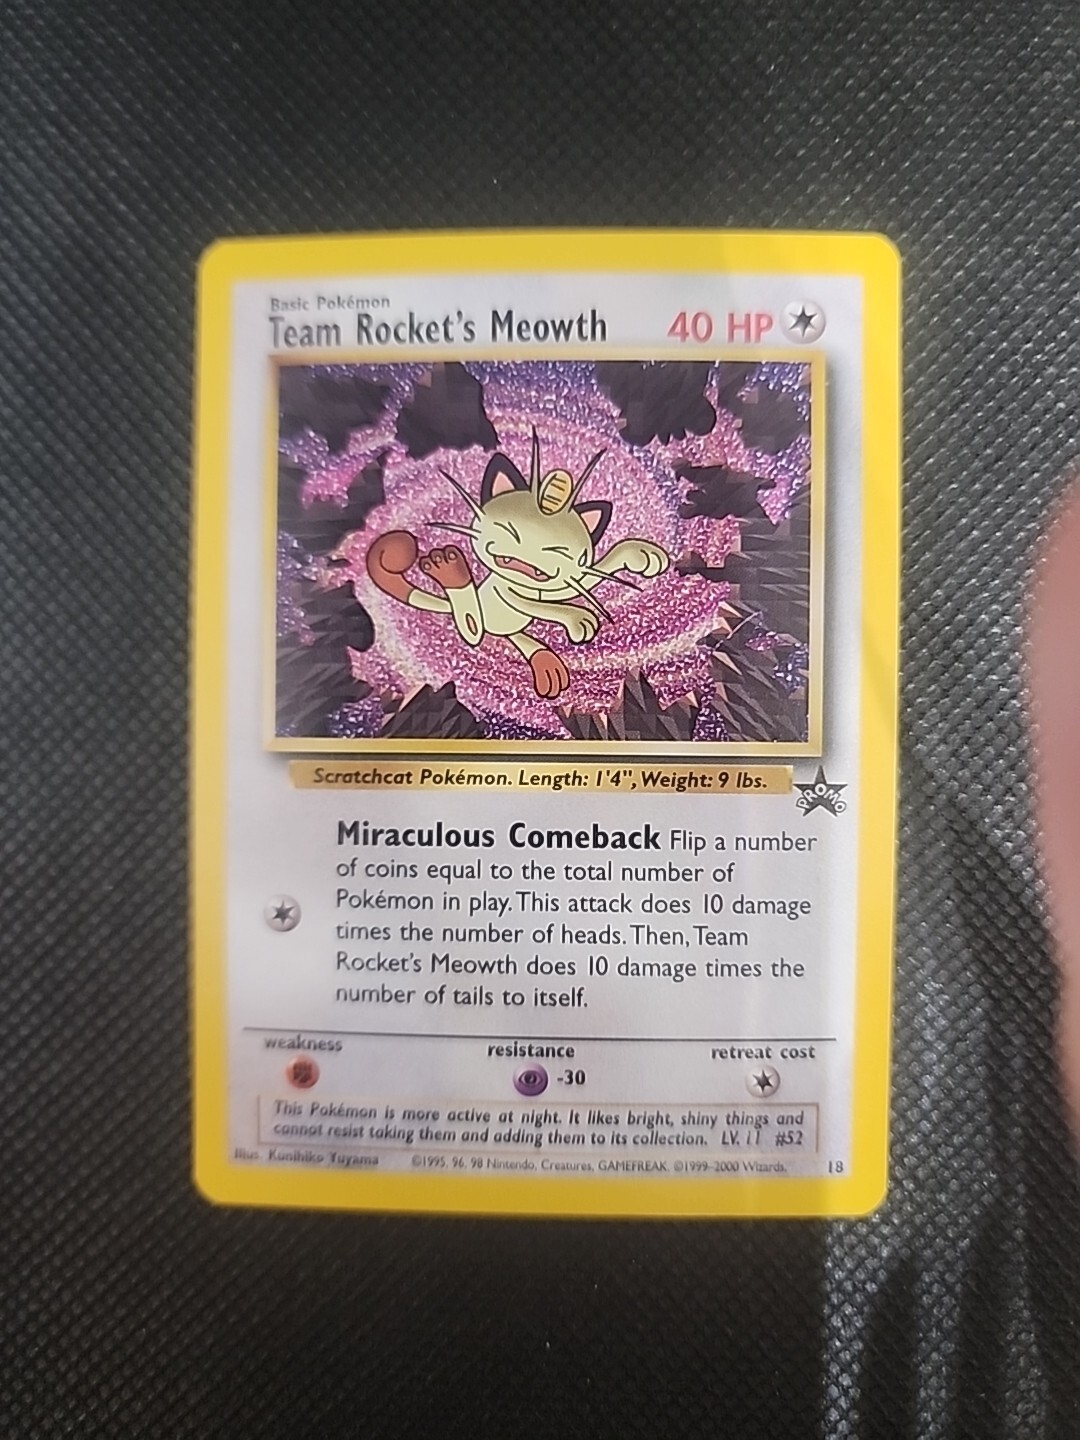 Basic Pokémon
Team Rocket's Meowth 40 HP
Scratchcat Pokémon. Length: 1'4", Weight: 9 lbs.
PROMO
Miraculous Comeback Flip a number
of coins equal to the total number of
Pokémon in play. This attack does 10 damage
times the number of heads. Then, Team
Rocket's Meowth does 10 damage times the
number of tails to itself.
weakness resistance retreat cost
-30
This Pokémon is more active at night. It likes bright, shiny things and
cannot resist taking them and adding them to its collection. LV. 11 #52
Illus. Kunihiko Yuyama ©1995, 96, 98 Nintendo, Creatures, GAMEFREAK. ©1999-2000 Wizards. 18